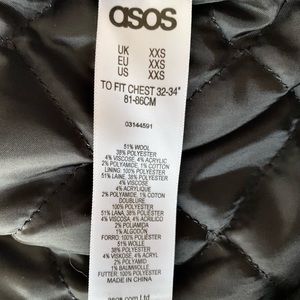 asos
UK XXS
EU XXS
US XXS
TO FIT CHEST 32-34"
81-86CM
03144591
51% WOOL
38% POLYESTER
4% VISCOSE, 4% ACRYLIC
2% POLYAMIDE, 1% COTTON
LINING: 100% POLYESTER
51% LAINE, 38% POLYESTER
4% VISCOSE
4% ACRYLIQUE
2% POLYAMIDE, 1% COTON
DOUBLURE
100% POLYESTER
51% LANA, 38% POLIÉSTER
4% VISCOSA, 4% ACRÍLICO
2% POLIAMIDA
1% ALGODÓN
FORRO: 100% POLIÉSTER
51% WOLLE
38% POLYESTER
4% VISKOSE, 4% ACRYL
2% POLYAMID
1% BAUMWOLLE
FUTTER: 100% POLYESTER
MADE IN CHINA
asos.com Ltd